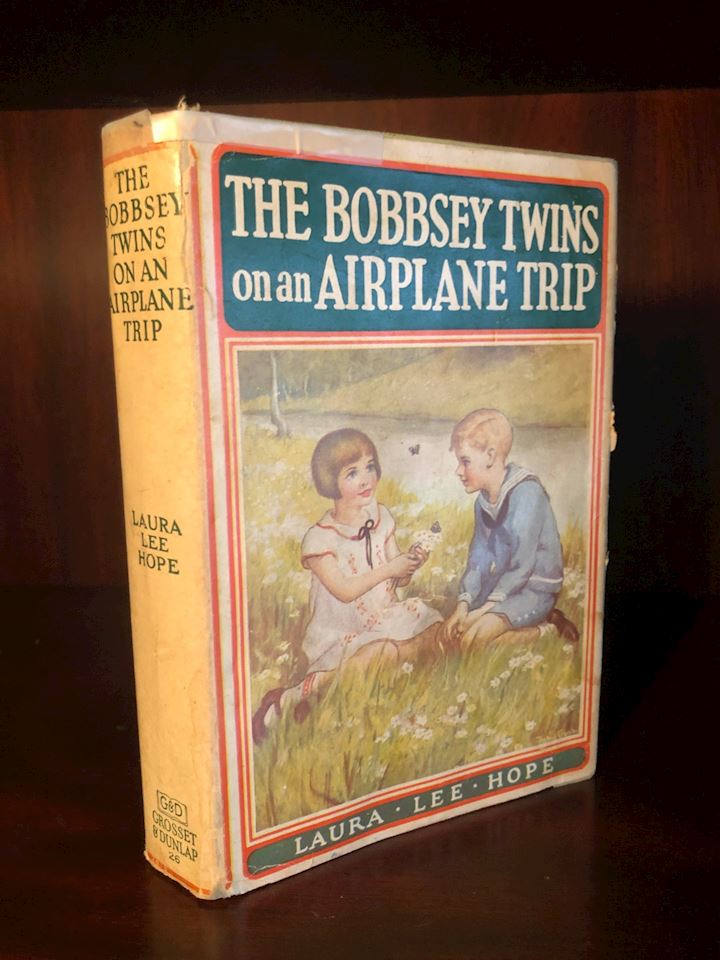 THE
BOBBSEY
TWINS
ON AN
AIRPLANE
TRIP
LAURA
LEE
HOPE
G&D
GROSSET
& DUNLAP
26
THE BOBBSEY TWINS
on an AIRPLANE TRIP
LAURA · LEE · HOPE